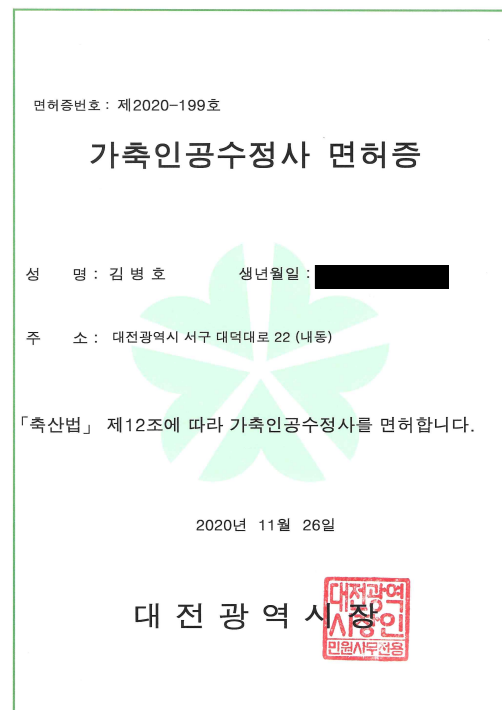 면허증번호 : 제2020-199호
가축인공수정사 면허증
성 명 : 김 병 호 생년월일 :
주 소 : 대전광역시 서구 대덕대로 22 (내동)
「축산법」 제12조에 따라 가축인공수정사를 면허합니다.
2020년 11월 26일
대 전 광 역 시 장
대전광역
시장인
민원사무전용